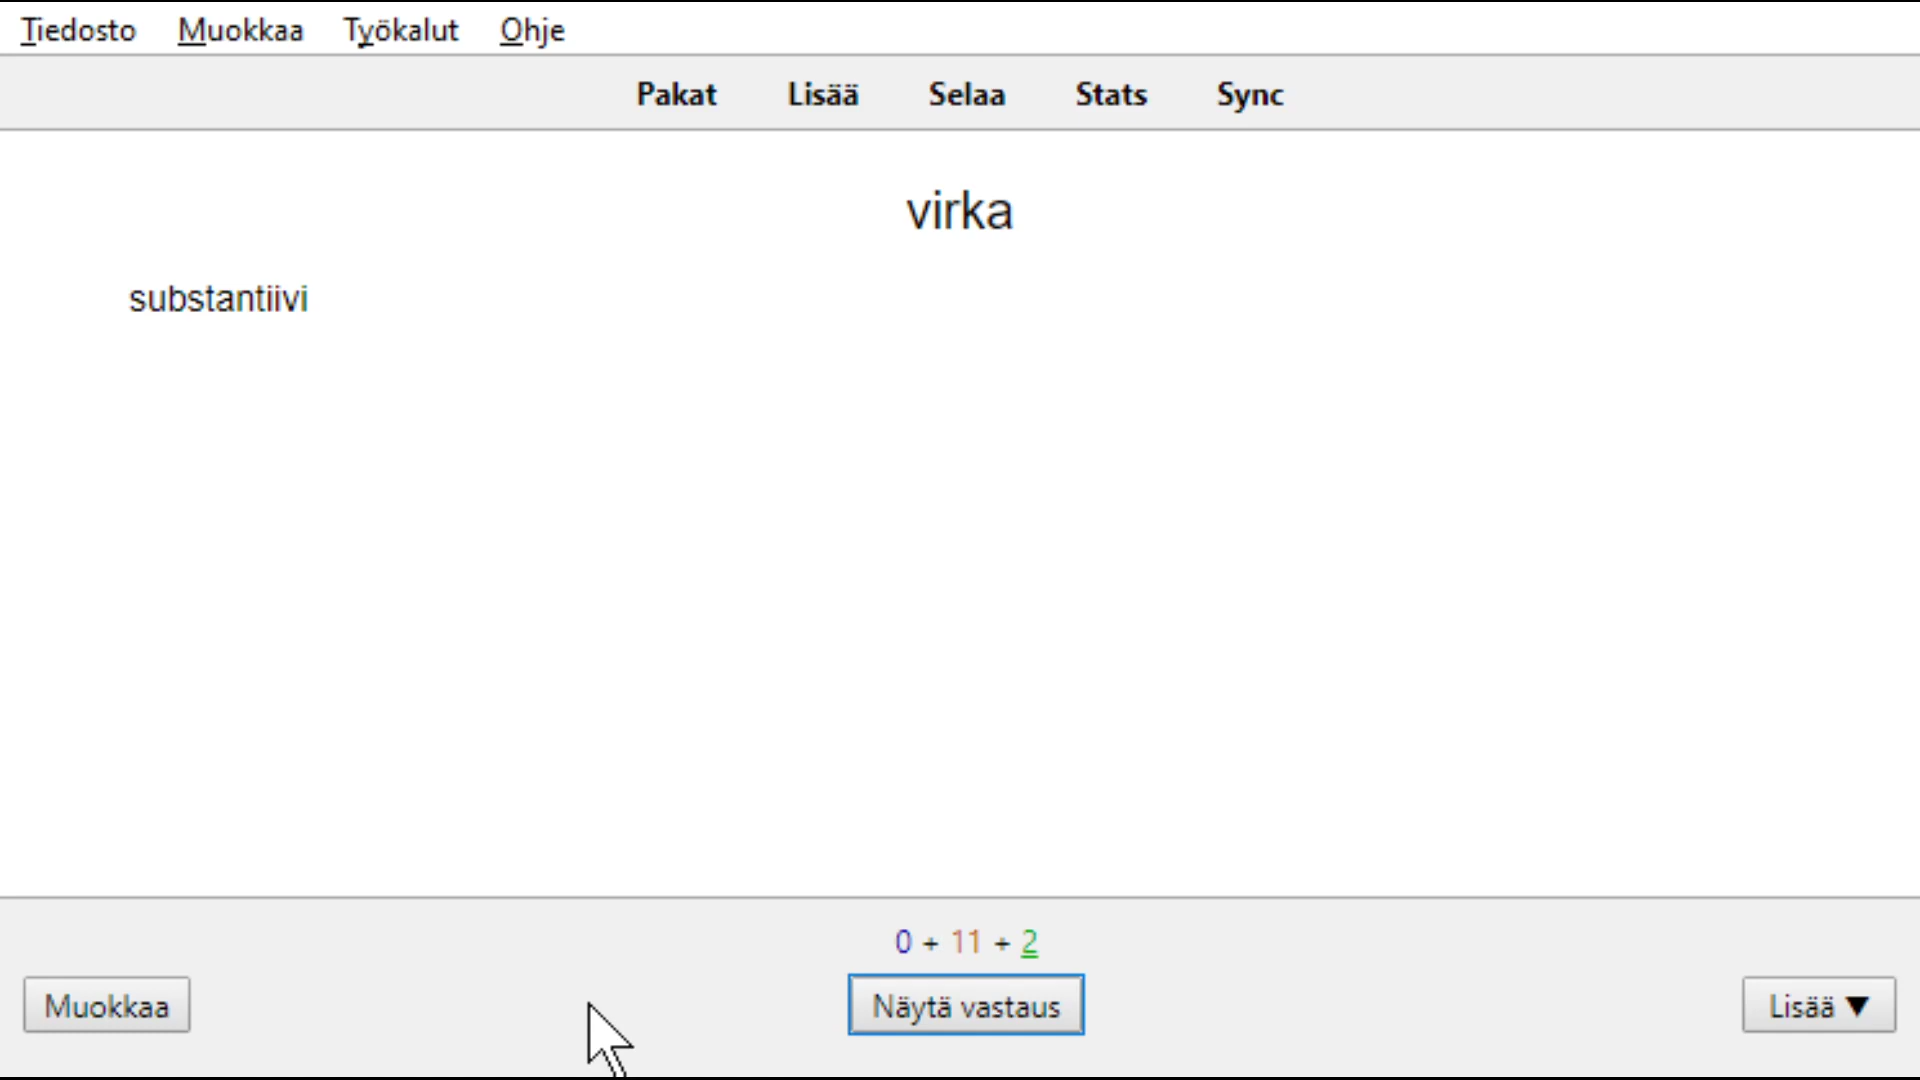 Tiedosto Muokkaa Työkalut Ohje
Pakat Lisää Selaa Stats Sync
virka
substantiivi
0 + 11 + 2
Muokkaa Näytä vastaus Lisää ▼